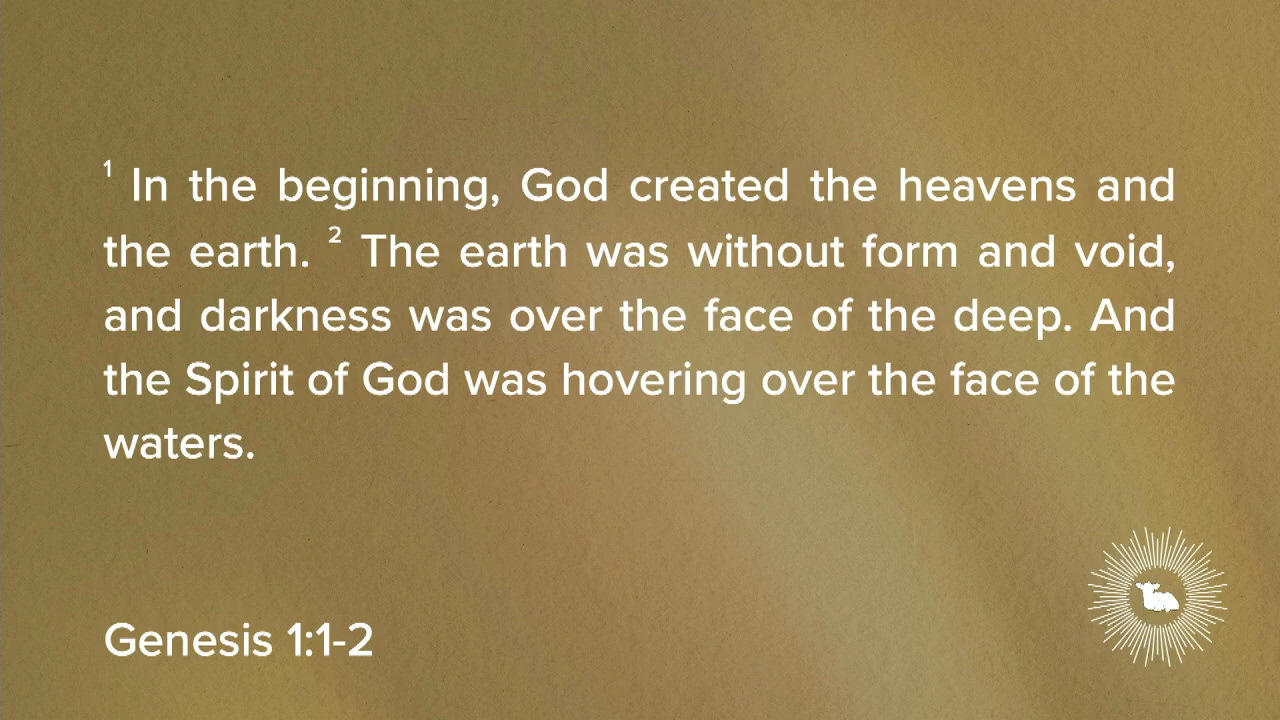 ¹ In the beginning, God created the heavens and
the earth. ² The earth was without form and void,
and darkness was over the face of the deep. And
the Spirit of God was hovering over the face of the
waters.
Genesis 1:1-2